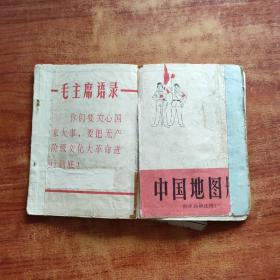 毛主席语录
你们要关心国
家大事，要把无产
阶级文化大革命进
行到底！
中国地图